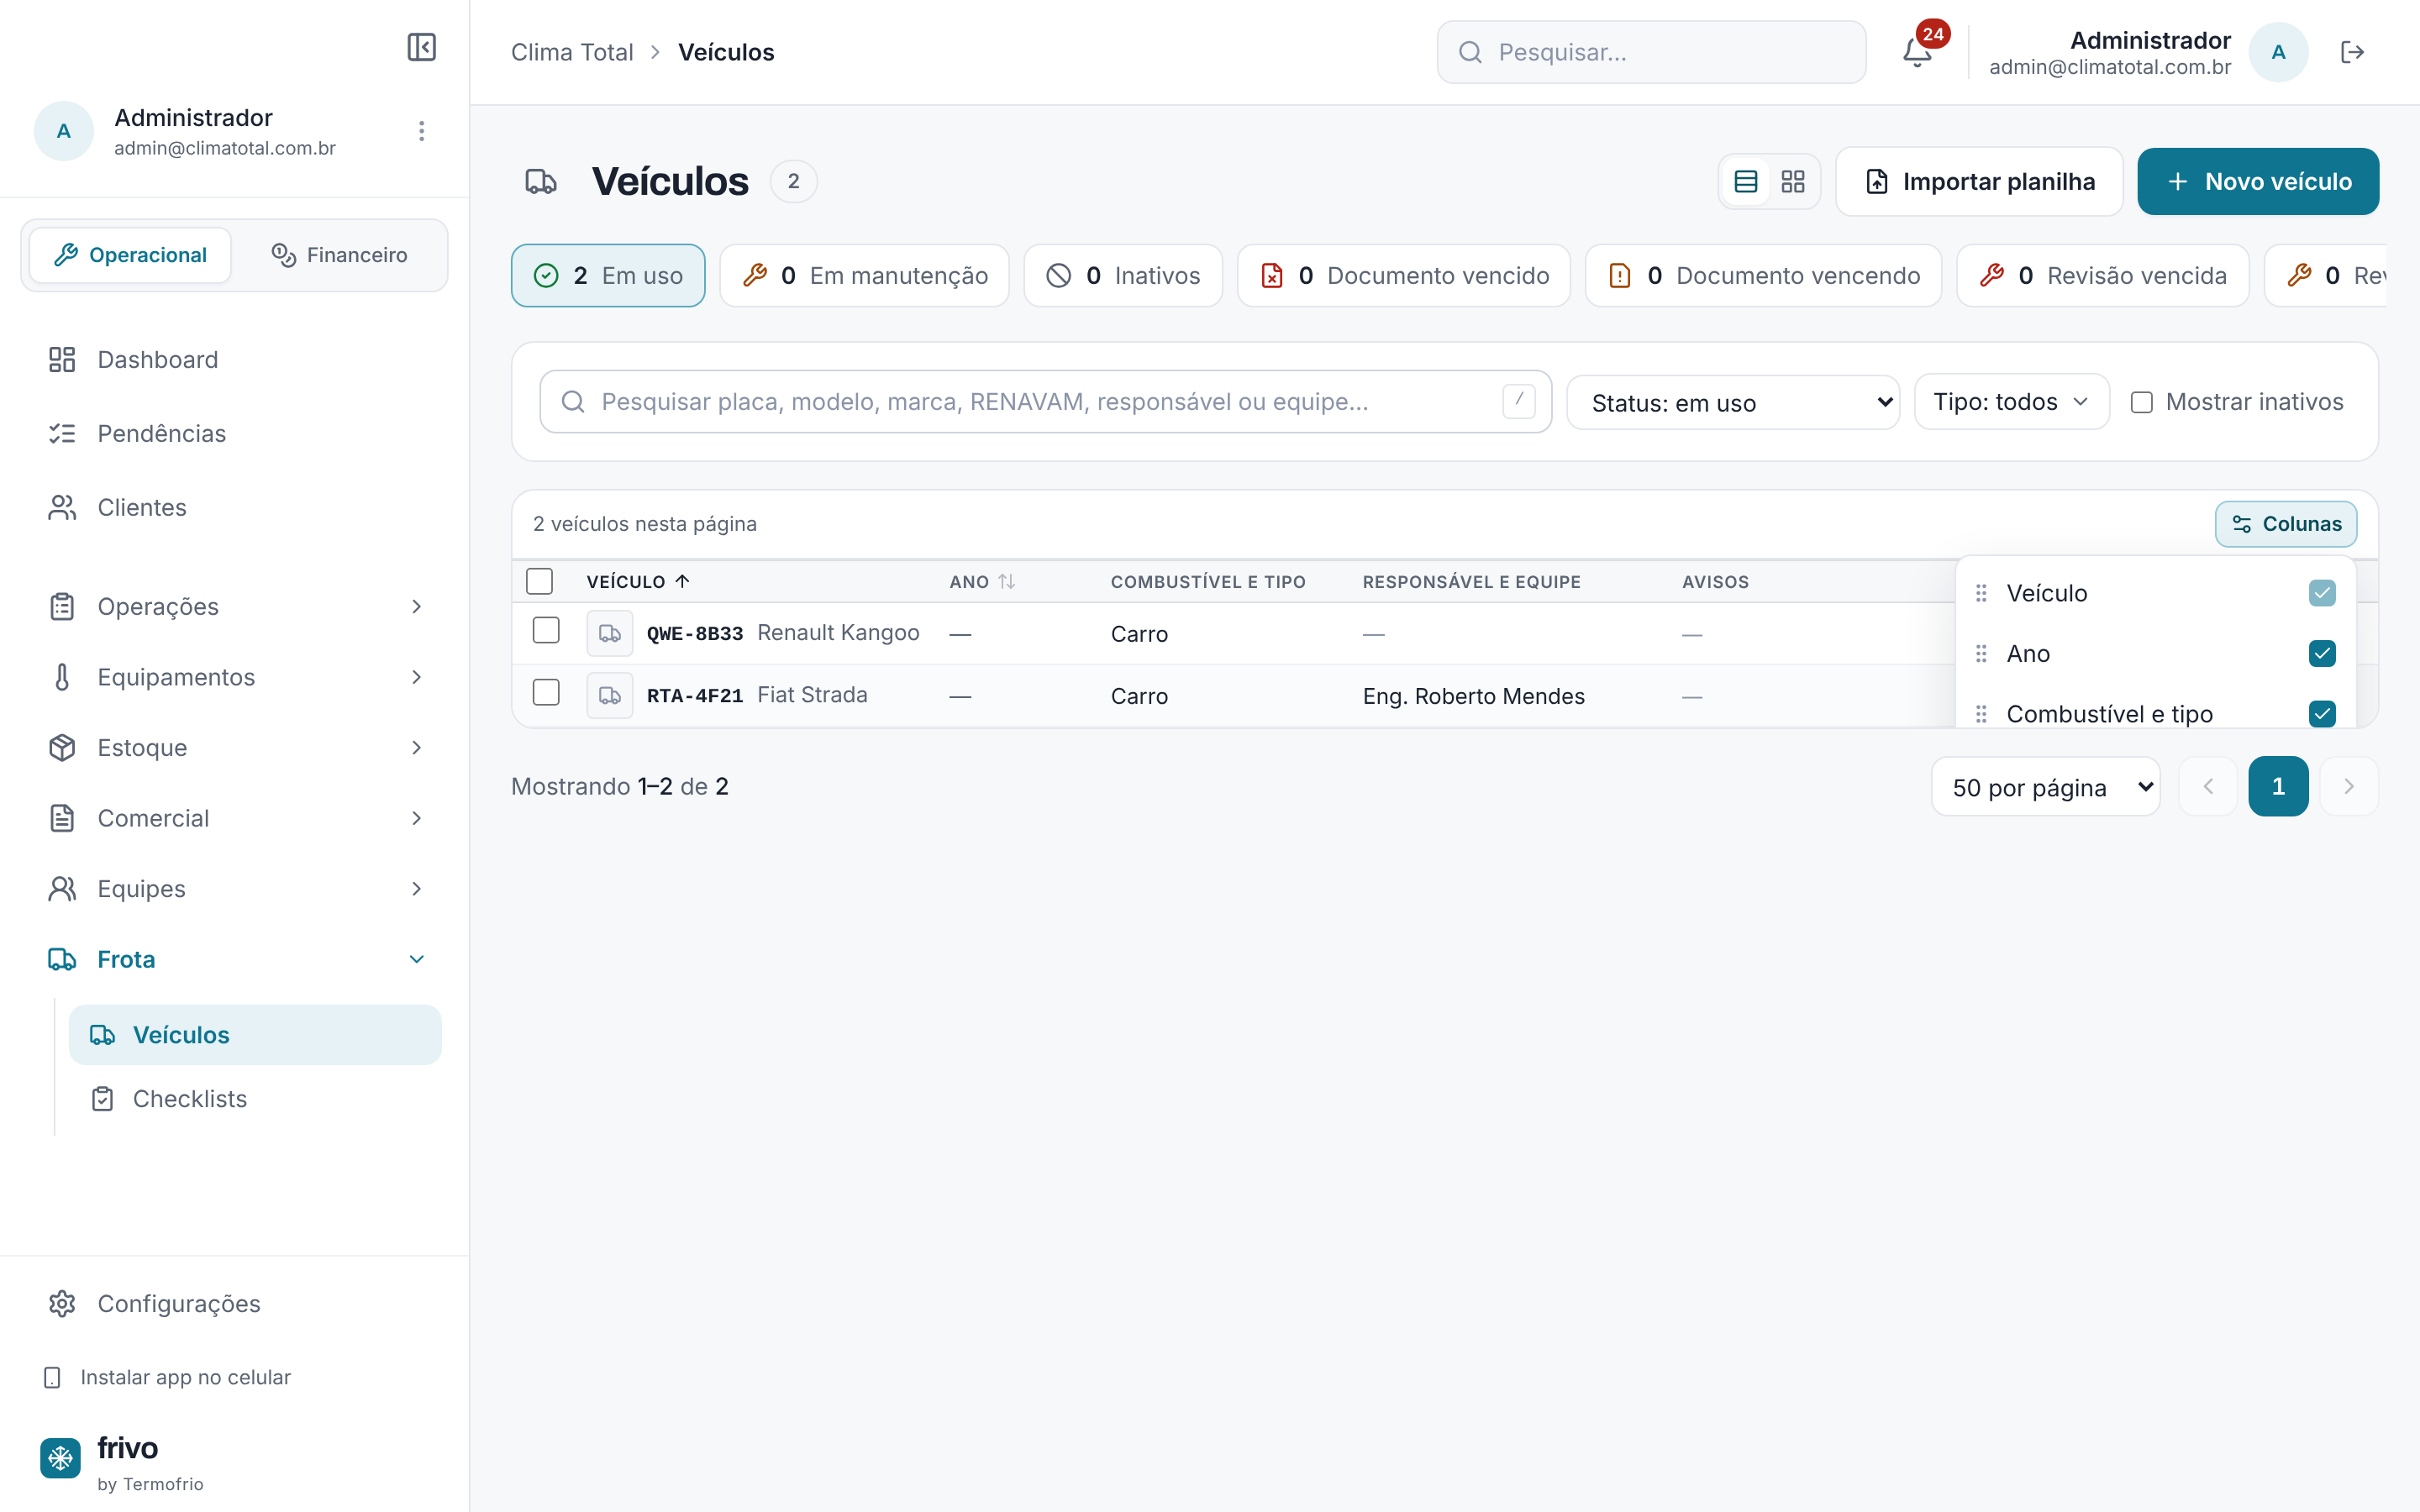 Clima Total
Veículos
Pesquisar...
24
Administrador
admin@climatotal.com.br
A
A
Administrador
admin@climatotal.com.br
Operacional
Financeiro
Dashboard
Pendências
Clientes
Operações
Equipamentos
Estoque
Comercial
Equipes
Frota
Veículos
Checklists
Configurações
Instalar app no celular
frivo
by Termofrio
Veículos 2
Importar planilha
Novo veículo
2 Em uso
0 Em manutenção
0 Inativos
0 Documento vencido
0 Documento vencendo
0 Revisão vencida
0
Pesquisar placa, modelo, marca, RENAVAM, responsável ou equipe...
/
Status: em uso
Tipo: todos
Mostrar inativos
2 veículos nesta página
Colunas
VEÍCULO ANO COMBUSTÍVEL E TIPO RESPONSÁVEL E EQUIPE AVISOS
QWE-8B33 Renault Kangoo — Carro — —
RTA-4F21 Fiat Strada — Carro Eng. Roberto Mendes —
Veículo
Ano
Combustível e tipo
Mostrando 1–2 de 2
50 por página
1